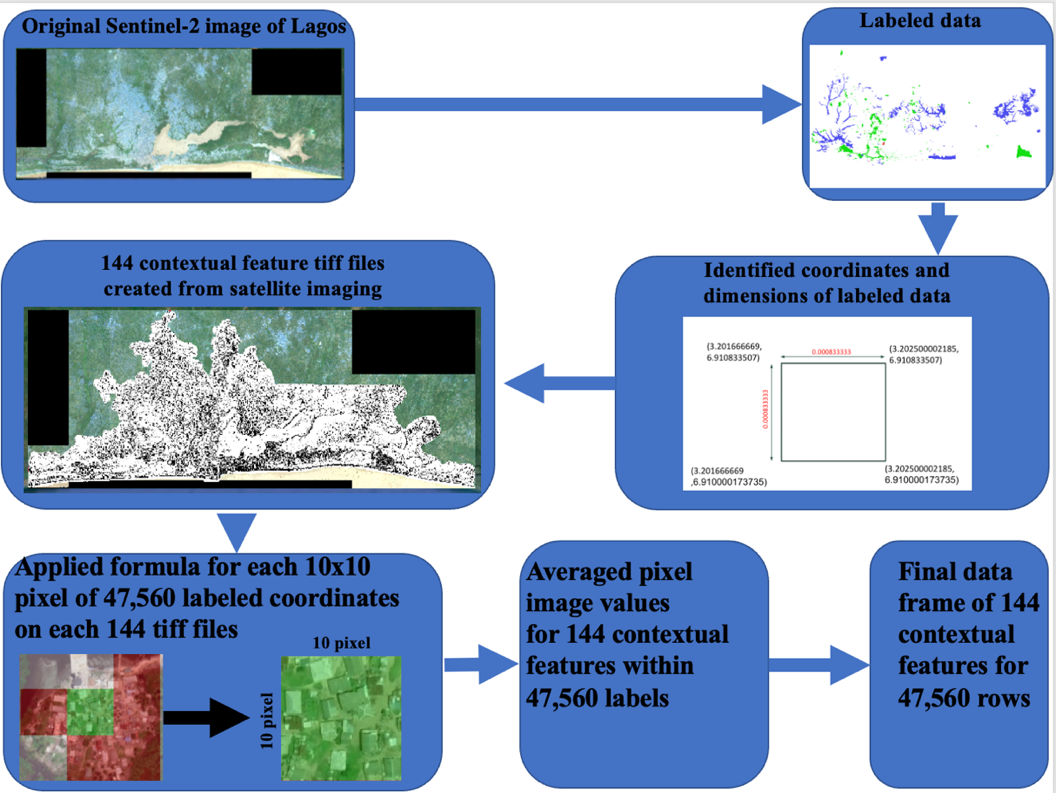 Original Sentinel-2 image of Lagos
Labeled data
Identified coordinates and
dimensions of labeled data
(3.201666669,
6.910833507)
0.000833333
(3.202500002185,
6.910833507)
0.000833333
(3.201666669
,6.910000173735)
(3.202500002185,
6.910000173735)
144 contextual feature tiff files
created from satellite imaging
Applied formula for each 10x10
pixel of 47,560 labeled coordinates
on each 144 tiff files
10 pixel
10 pixel
Averaged pixel
image values
for 144 contextual
features within
47,560 labels
Final data
frame of 144
contextual
features for
47,560 rows